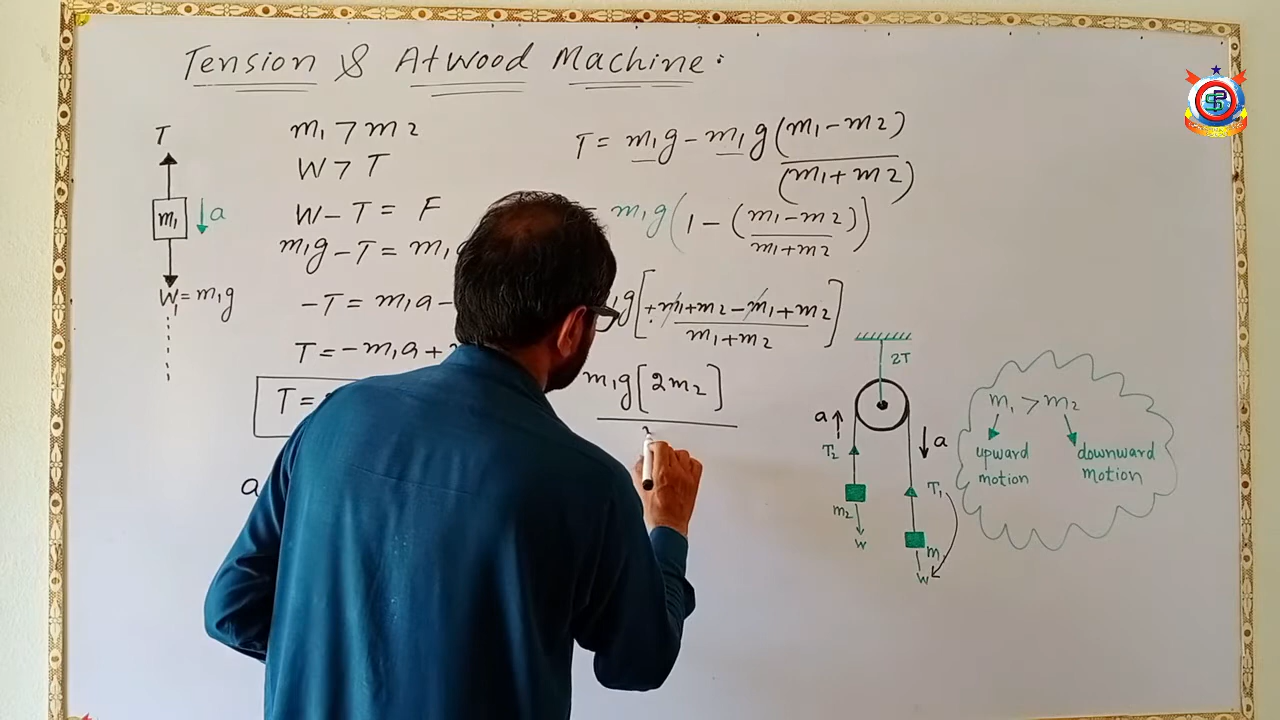 Tension & Atwood Machine:
T
m₁
a
W₁ = m₁g
m₁ > m2
W > T
W - T = F
m₁g - T = m₁
-T = m₁a -
T = -m₁a +
T =
a
T = m₁g - m₁g (m₁ - m2)
(m₁ + m2)
m₁g (1 - (m₁ - m2))
m₁ + m2
g [+m₁ + m2 - m₁ + m2]
m₁ + m2
m₁g [2m₂]
2T
a
a
T₂
T₁
m₂
W
m
W
m₁ > m₂
upward motion
downward motion